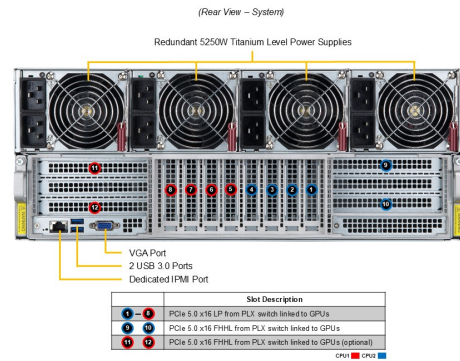 (Rear View – System)
Redundant 5250W Titanium Level Power Supplies
11
9
8 7 6 5 4 3 2 1
12
10
VGA Port
2 USB 3.0 Ports
Dedicated IPMI Port
Slot Description
1 – 8 PCIe 5.0 x16 LP from PLX switch linked to GPUs
9 10 PCIe 5.0 x16 FHHL from PLX switch linked to GPUs
11 12 PCIe 5.0 x16 FHHL from PLX switch linked to GPUs (optional)
CPU1 CPU2